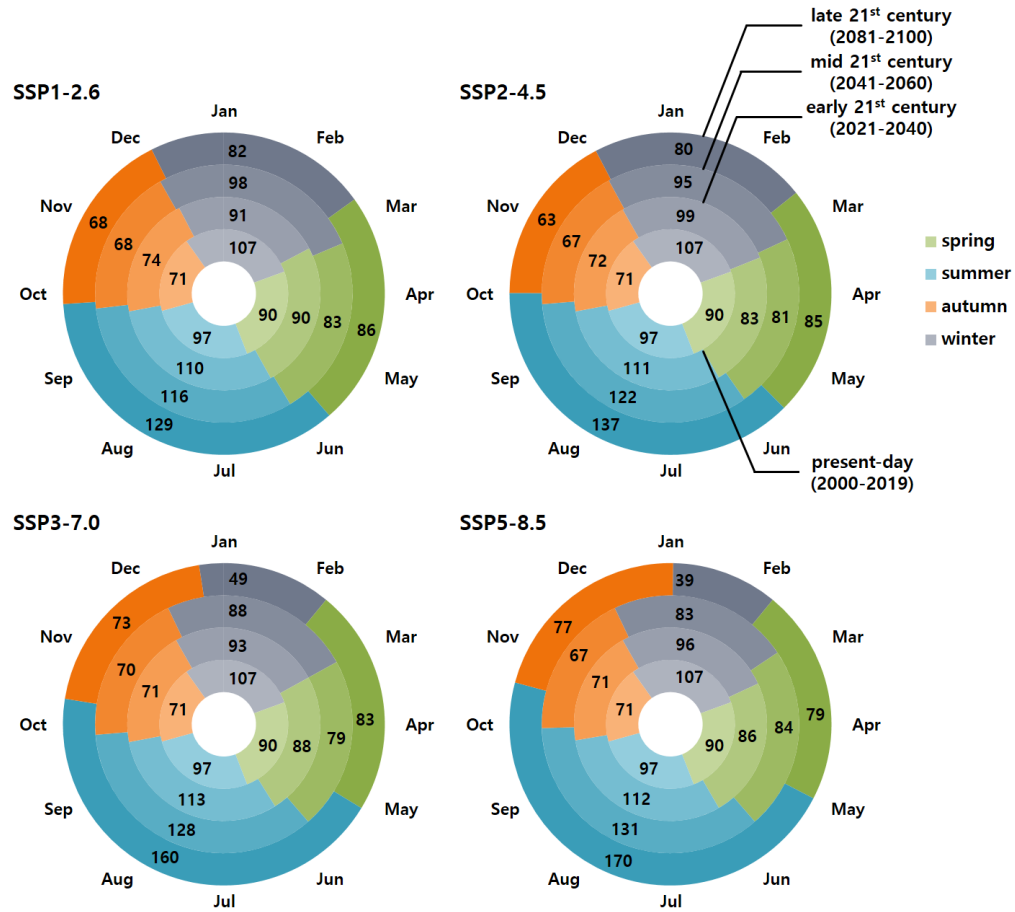 late 21st century
(2081-2100)
mid 21st century
(2041-2060)
early 21st century
(2021-2040)
SSP1-2.6
Jan
Feb
Mar
Apr
May
Jun
Jul
Aug
Sep
Oct
Nov
Dec
82
98
91
107
90
90
83
86
97
110
116
129
71
74
68
68
SSP2-4.5
Jan
Feb
Mar
Apr
May
Jun
Jul
Aug
Sep
Oct
Nov
Dec
80
95
99
107
90
83
81
85
97
111
122
137
71
72
67
63
spring
summer
autumn
winter
present-day
(2000-2019)
SSP3-7.0
Jan
Feb
Mar
Apr
May
Jun
Jul
Aug
Sep
Oct
Nov
Dec
49
88
93
107
90
88
79
83
97
113
128
160
71
71
70
73
SSP5-8.5
Jan
Feb
Mar
Apr
May
Jun
Jul
Aug
Sep
Oct
Nov
Dec
39
83
96
107
90
86
84
79
97
112
131
170
71
71
67
77